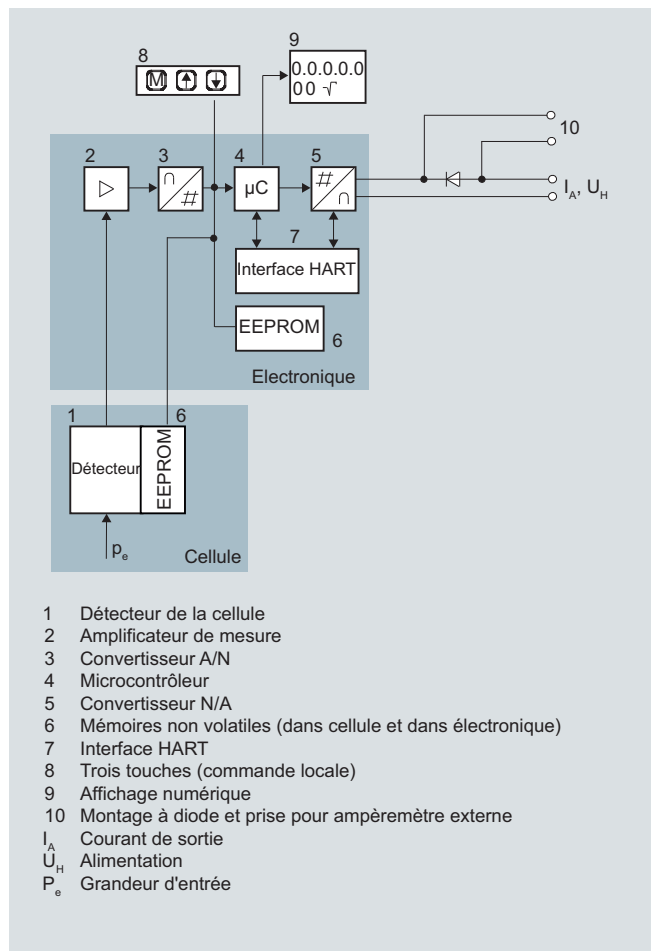 8
9
M
0.0.0.0.0
00 √
10
2
3
4
5
∩
#
µC
#
∩
I_A, U_H
7
Interface HART
EEPROM
6
Electronique
1
6
Détecteur
EEPROM
p_e
Cellule
1 Détecteur de la cellule
2 Amplificateur de mesure
3 Convertisseur A/N
4 Microcontrôleur
5 Convertisseur N/A
6 Mémoires non volatiles (dans cellule et dans électronique)
7 Interface HART
8 Trois touches (commande locale)
9 Affichage numérique
10 Montage à diode et prise pour ampèremètre externe
I_A Courant de sortie
U_H Alimentation
P_e Grandeur d'entrée